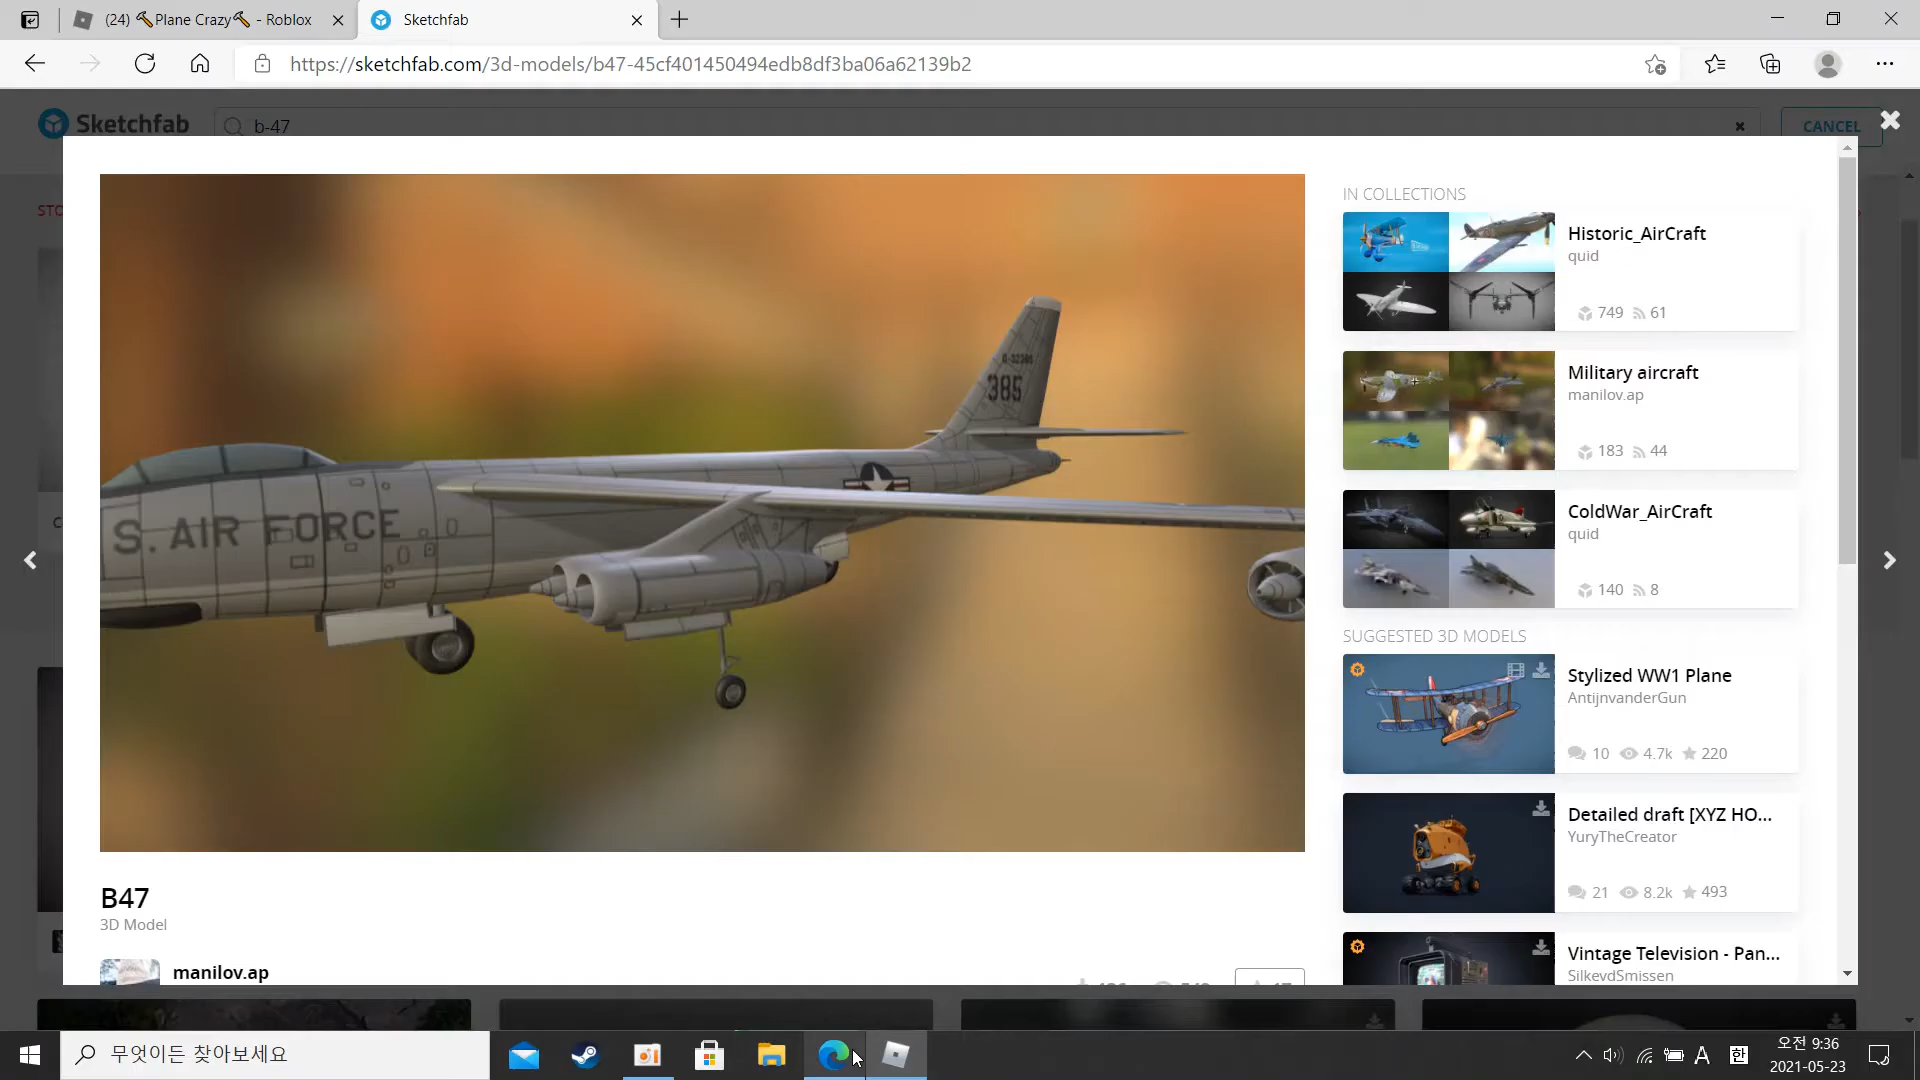 (24) 🔨Plane Crazy🔨 - Roblox
Sketchfab
https://sketchfab.com/3d-models/b47-45cf401450494edb8df3ba06a62139b2
Sketchfab
b-47
CANCEL
385
S. AIR FORCE
B47
3D Model
manilov.ap
IN COLLECTIONS
Historic_AirCraft
quid
749 61
Military aircraft
manilov.ap
183 44
ColdWar_AirCraft
quid
140 8
SUGGESTED 3D MODELS
Stylized WW1 Plane
AntijnvanderGun
10 4.7k 220
Detailed draft [XYZ HO...
YuryTheCreator
21 8.2k 493
Vintage Television - Pan...
SilkevdSmissen
무엇이든 찾아보세요
A 한
오전 9:36
2021-05-23